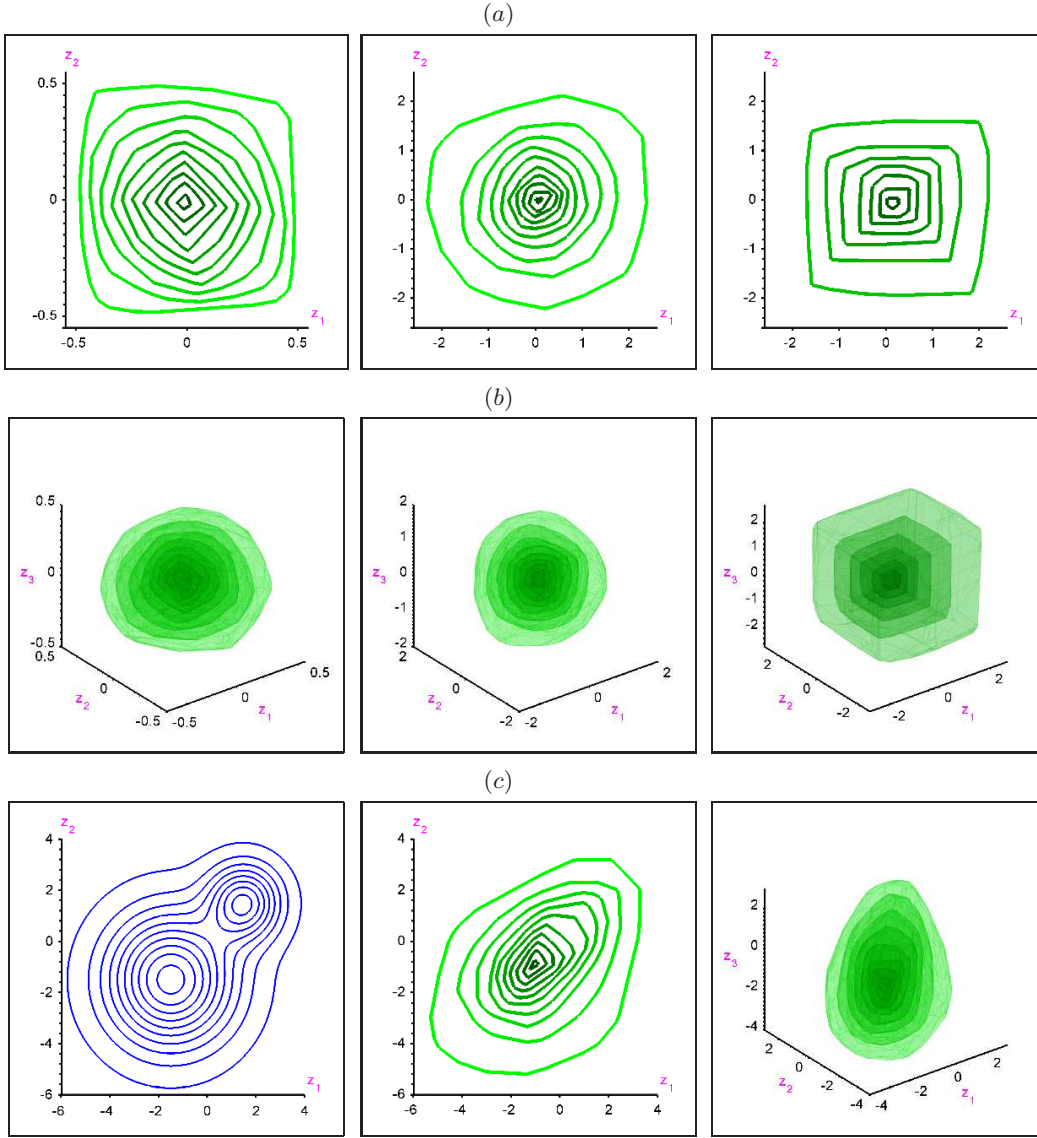 (a)
z2 z2 z2
0.5 0 -0.5
-0.5 0 0.5 z1
2 1 0 -1 -2
-2 -1 0 1 2 z1
2 1 0 -1 -2
-2 -1 0 1 2 z1
(b)
0.5 z3 0 -0.5
0.5 z2 0 -0.5
-0.5 0 z1 0.5
2 1 z3 0 -1 -2
2 z2 0 -2
-2 0 z1 2
2 1 z3 0 -1 -2
2 z2 0 -2
-2 0 z1 2
(c)
z2
4 2 0 -2 -4 -6
-6 -4 -2 0 2 4 z1
z2
4 2 0 -2 -4 -6
-6 -4 -2 0 2 4 z1
2 0 z3 -2 -4
2 0 z2 -2 -4
-4 -2 0 z1 2